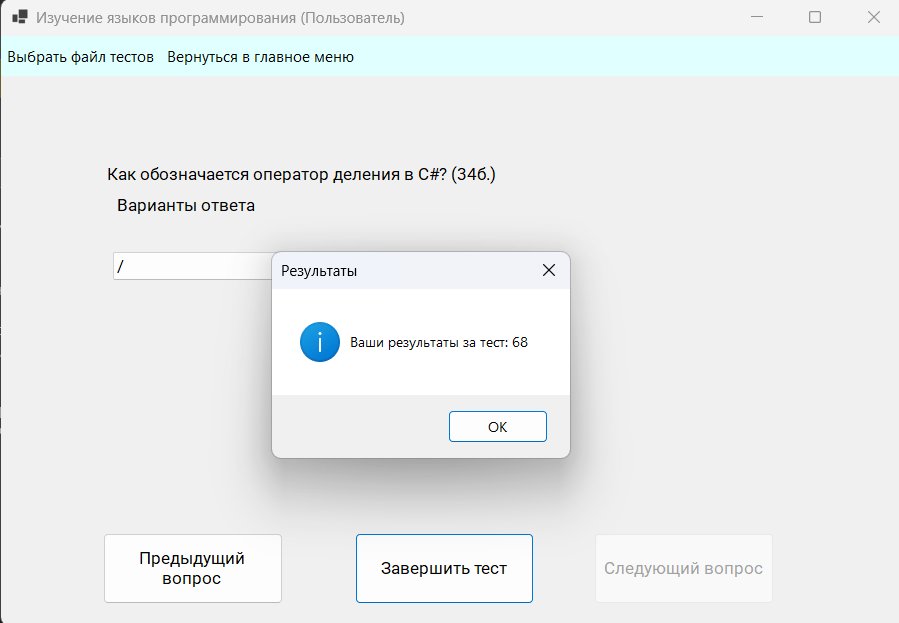 Изучение языков программирования (Пользователь)
Выбрать файл тестов Вернуться в главное меню
Как обозначается оператор деления в C#? (34б.)
Варианты ответа
/
Результаты
Ваши результаты за тест: 68
ОК
Предыдущий
вопрос
Завершить тест
Следующий вопрос